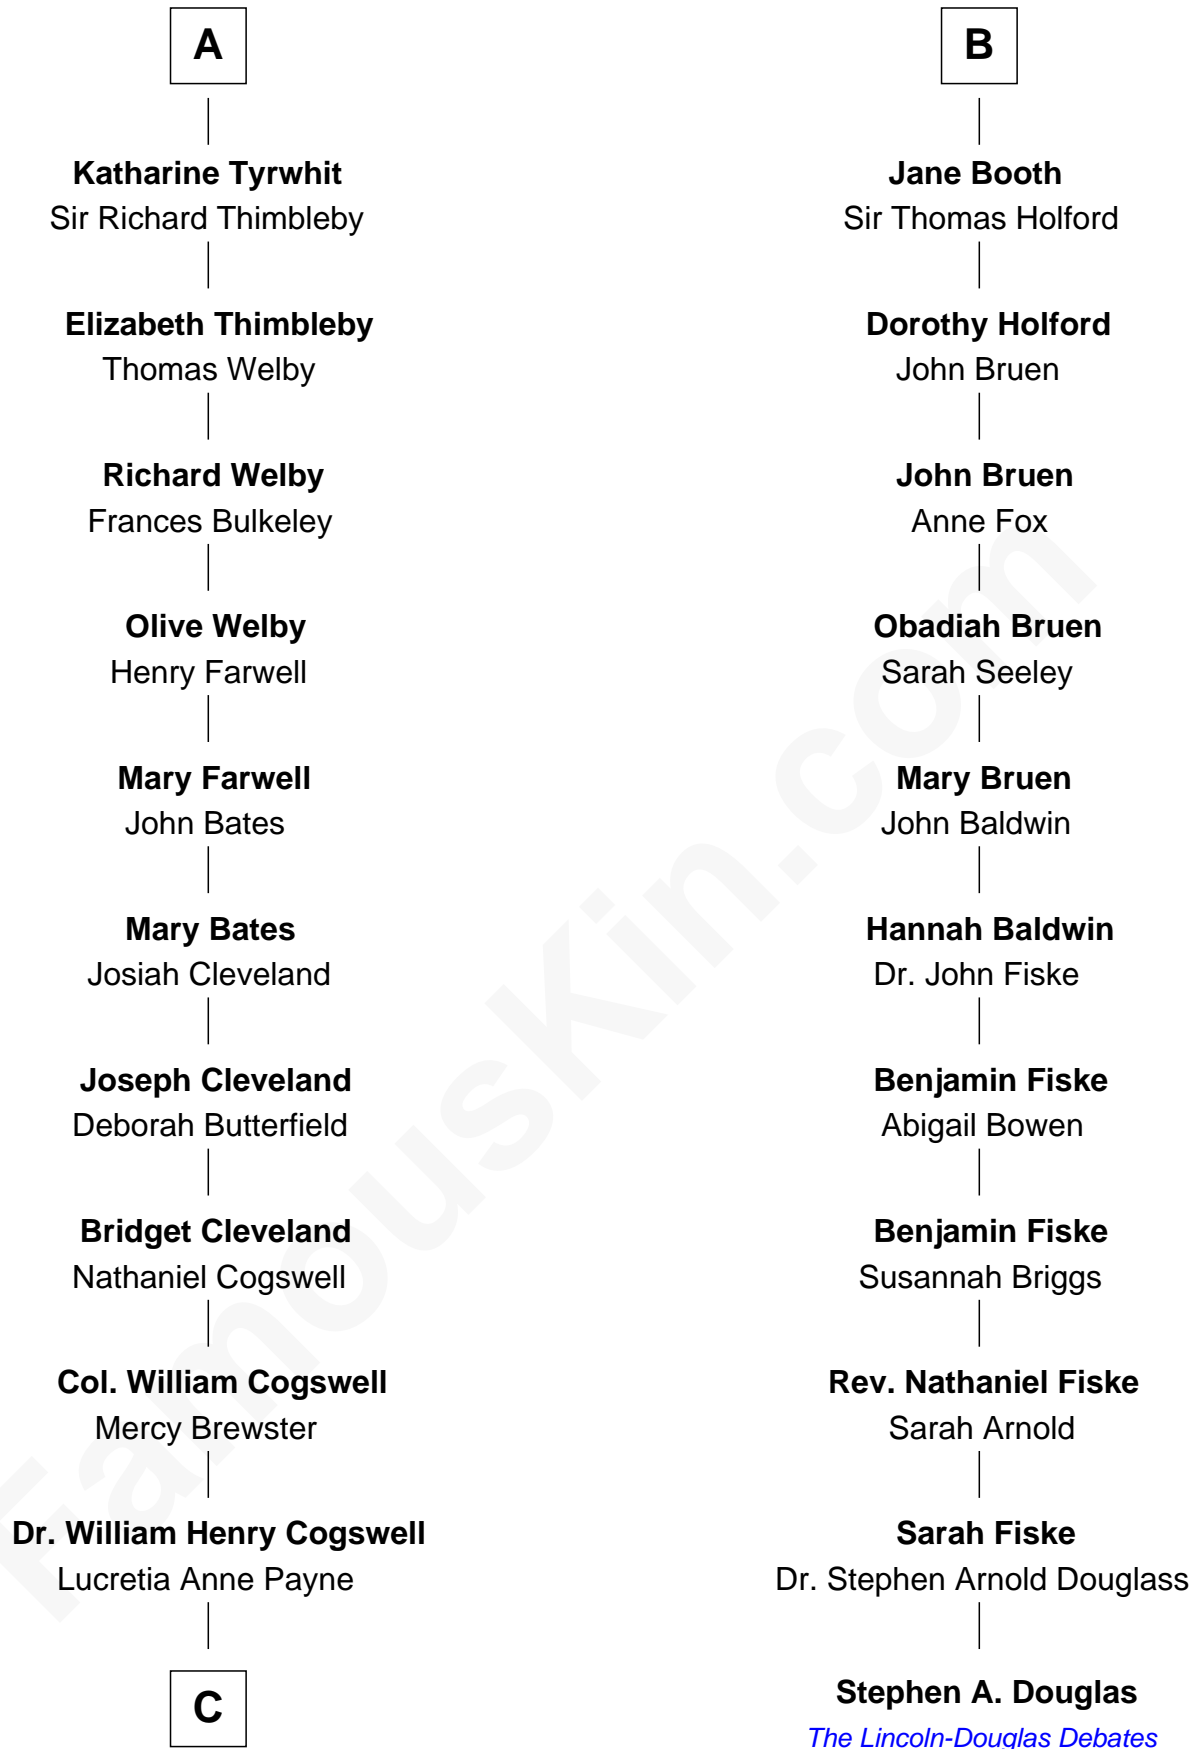 A
Katharine Tyrwhit
Sir Richard Thimbleby
Elizabeth Thimbleby
Thomas Welby
Richard Welby
Frances Bulkeley
Olive Welby
Henry Farwell
Mary Farwell
John Bates
Mary Bates
Josiah Cleveland
Joseph Cleveland
Deborah Butterfield
Bridget Cleveland
Nathaniel Cogswell
Col. William Cogswell
Mercy Brewster
Dr. William Henry Cogswell
Lucretia Anne Payne
C
B
Jane Booth
Sir Thomas Holford
Dorothy Holford
John Bruen
John Bruen
Anne Fox
Obadiah Bruen
Sarah Seeley
Mary Bruen
John Baldwin
Hannah Baldwin
Dr. John Fiske
Benjamin Fiske
Abigail Bowen
Benjamin Fiske
Susannah Briggs
Rev. Nathaniel Fiske
Sarah Arnold
Sarah Fiske
Dr. Stephen Arnold Douglass
Stephen A. Douglas
The Lincoln-Douglas Debates
FamousKin.com